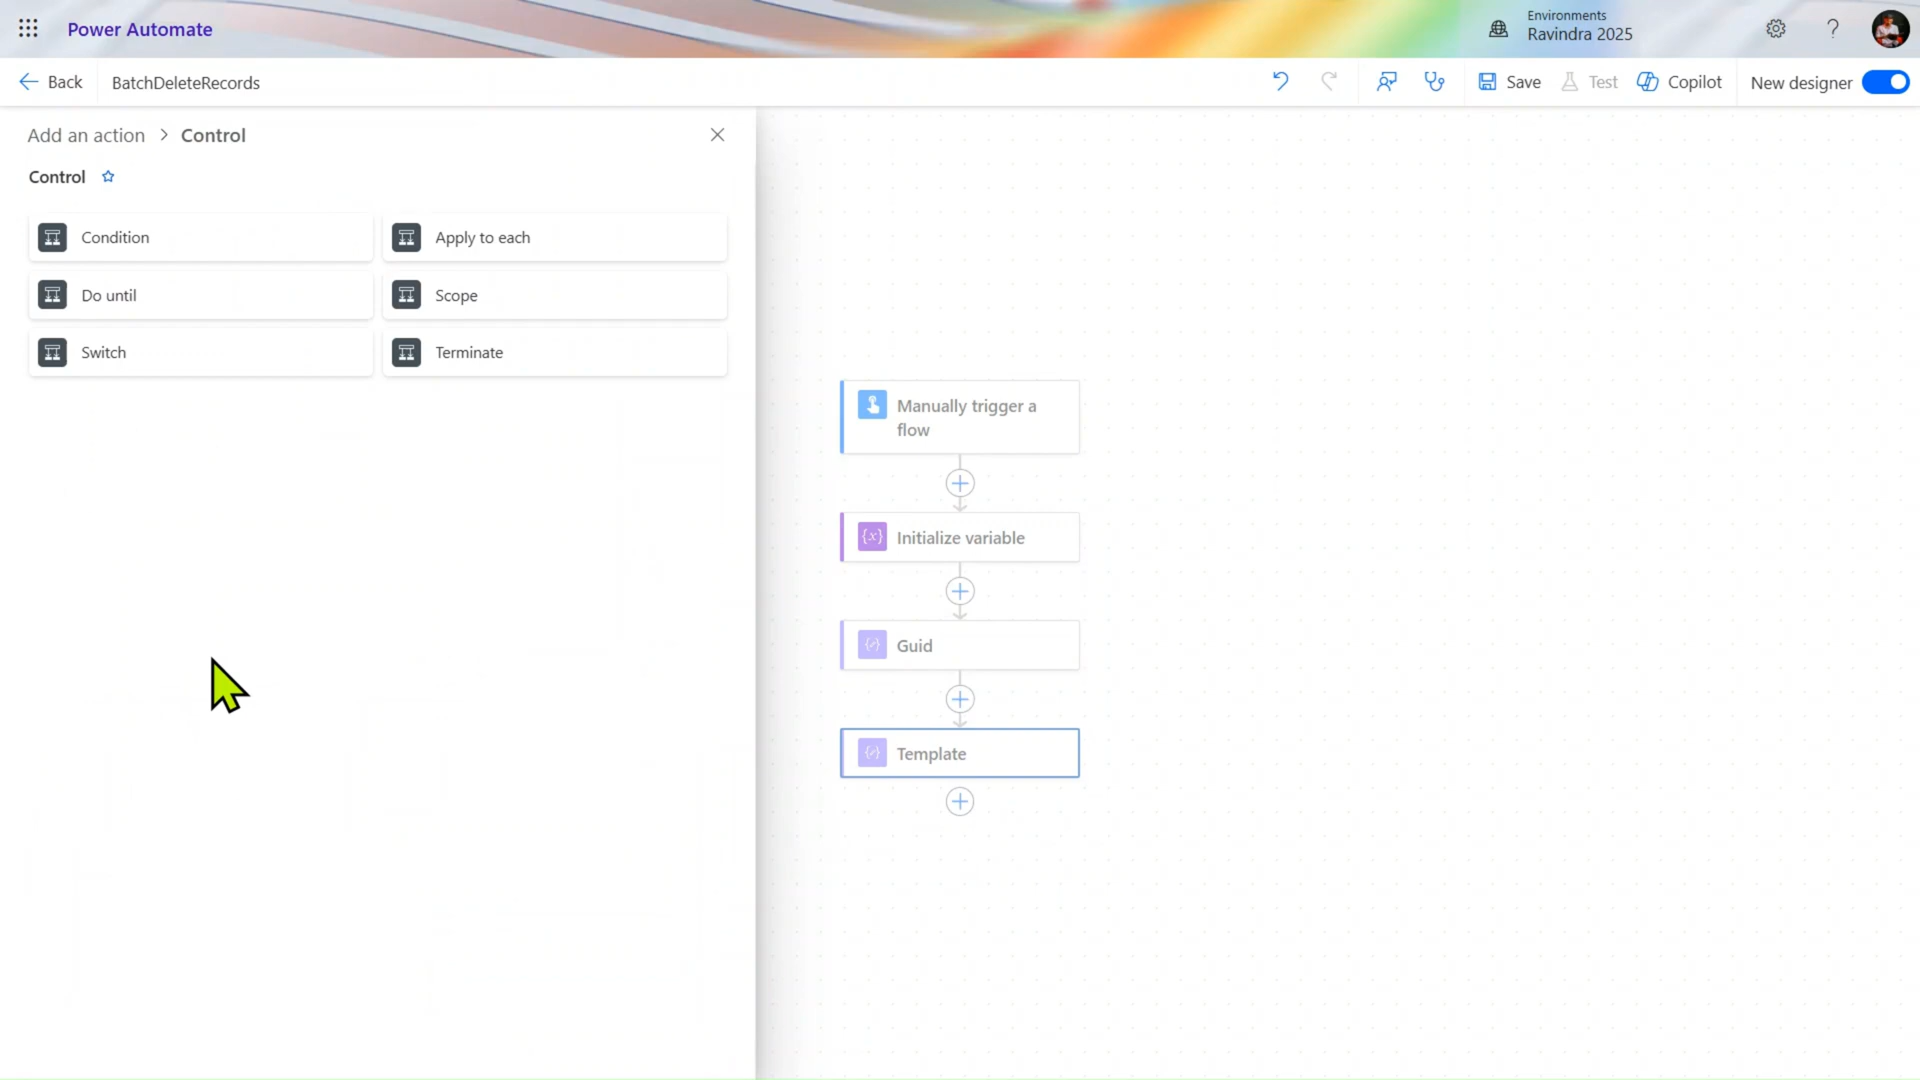 Power Automate
Environments
Ravindra 2025
?
Back
BatchDeleteRecords
Save
Test
Copilot
New designer
Add an action > Control
Control
Condition
Apply to each
Do until
Scope
Switch
Terminate
Manually trigger a
flow
{x} Initialize variable
Guid
Template